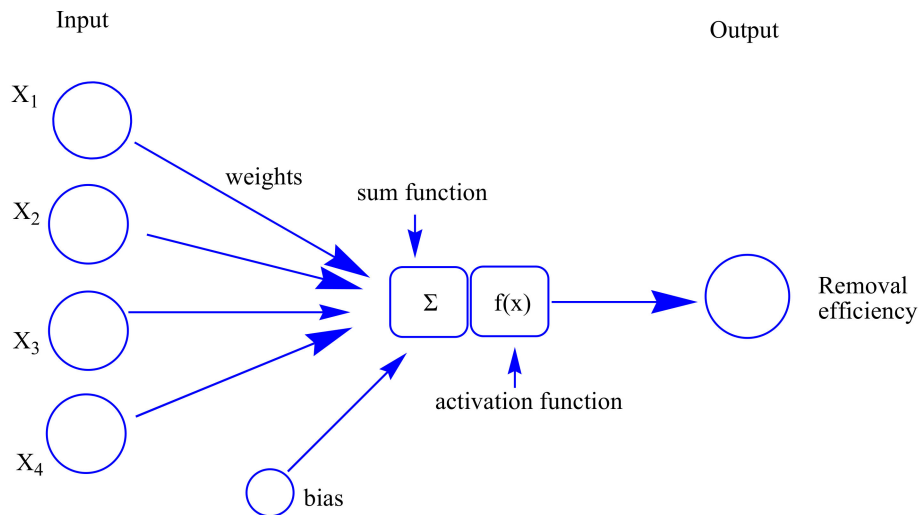 Input
Output
X1
weights
X2
sum function
Σ
f(x)
Removal
efficiency
X3
activation function
X4
bias